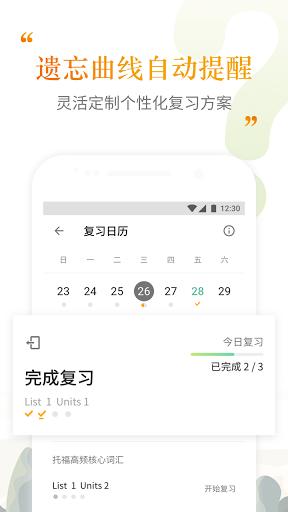 “
遗忘曲线自动提醒
灵活定制个性化复习方案
”
12:30
复习日历
日 一 二 三 四 五 六
23 24 25 26 27 28 29
今日复习
已完成 2 / 3
完成复习
List 1 Units 1
托福高频核心词汇
List 1 Units 2
开始复习